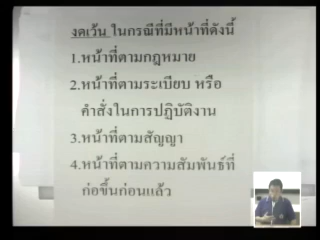 งดเว้น ในกรณีที่มีหน้าที่ดังนี้
1.หน้าที่ตามกฎหมาย
2.หน้าที่ตามระเบียบ หรือ
คำสั่งในการปฏิบัติงาน
3.หน้าที่ตามสัญญา
4.หน้าที่ตามความสัมพันธ์ที่
ก่อขึ้นก่อนแล้ว